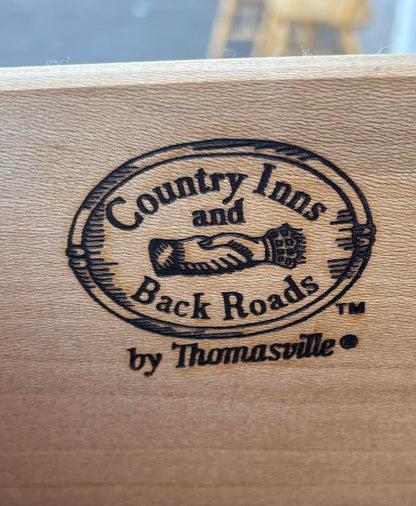 Country Inns
and
Back Roads
TM
by Thomasville®